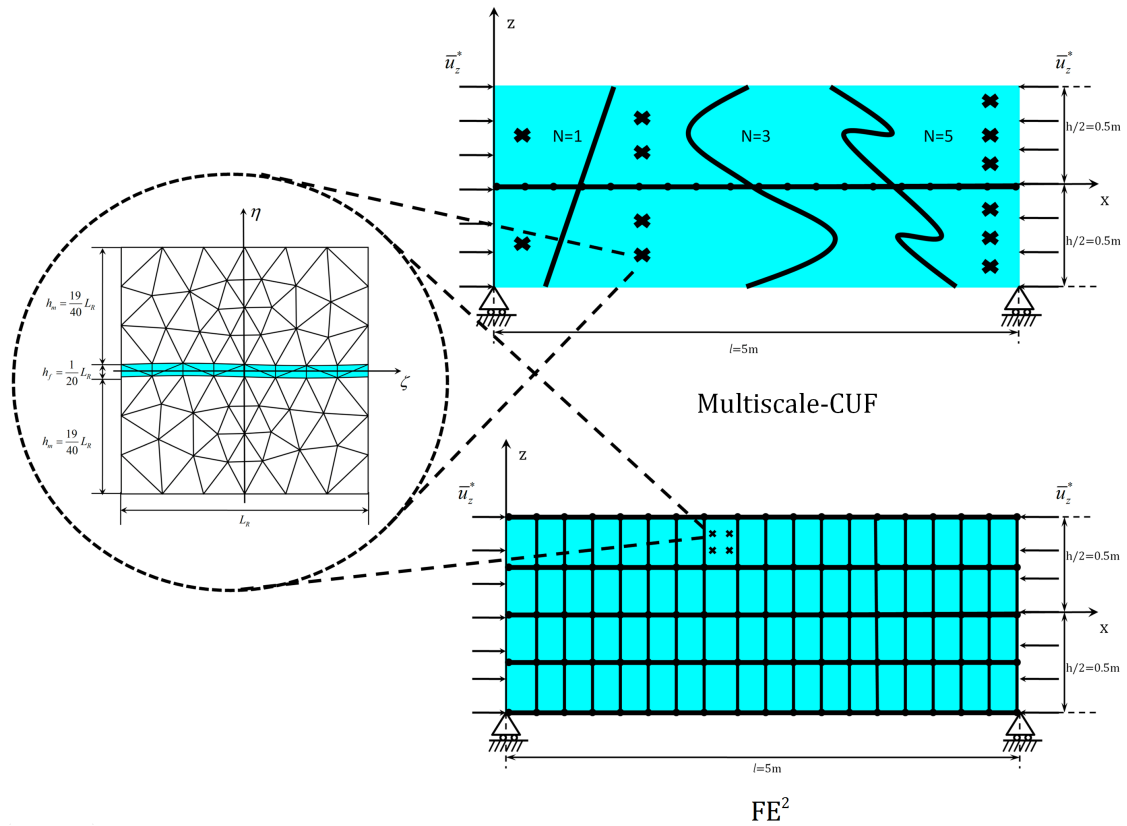 z
ū_z^*
ū_z^*
N=1
N=3
N=5
h/2=0.5m
x
h/2=0.5m
l=5m
Multiscale-CUF
η
h_m = 19/40 L_R
h_f = 1/20 L_R
ζ
h_m = 19/40 L_R
L_R
z
ū_z^*
ū_z^*
h/2=0.5m
x
h/2=0.5m
l=5m
FE²